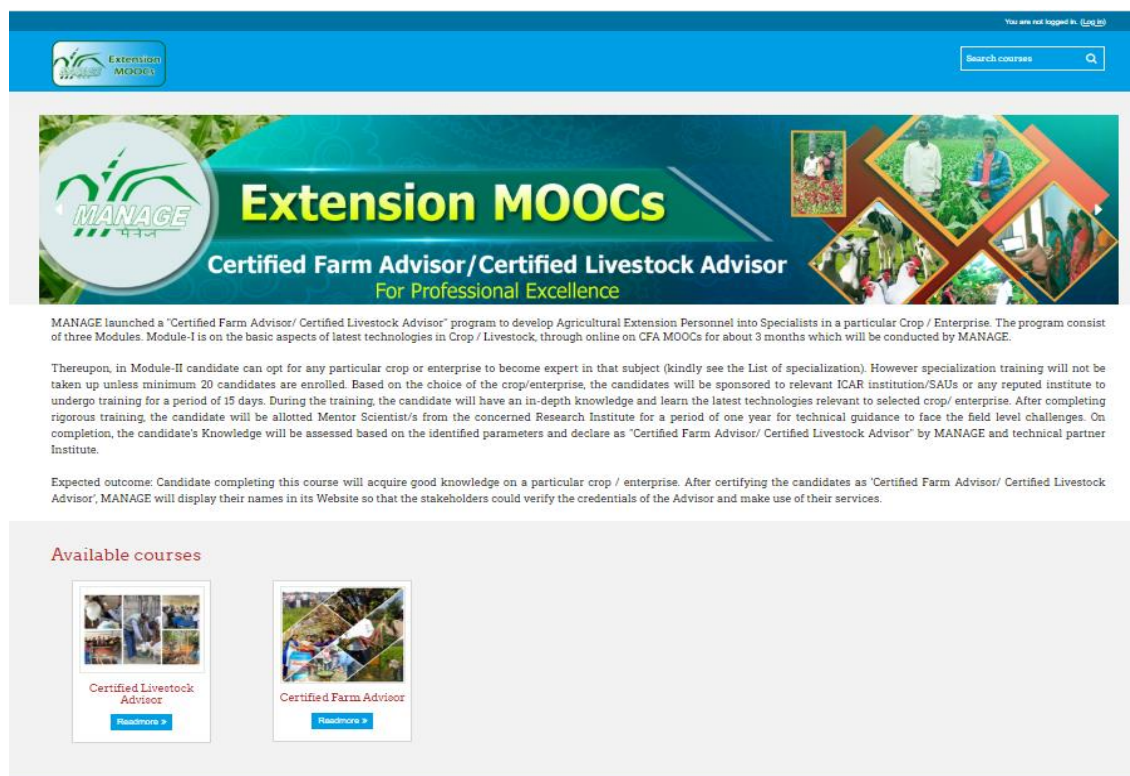 You are not logged in. (Log in)
Extension
MOOCs
MANAGE
Search courses
MANAGE
मैनेज
Extension MOOCs
Certified Farm Advisor/Certified Livestock Advisor
For Professional Excellence
MANAGE launched a "Certified Farm Advisor/ Certified Livestock Advisor" program to develop Agricultural Extension Personnel into Specialists in a particular Crop / Enterprise. The program consist
of three Modules. Module-I is on the basic aspects of latest technologies in Crop / Livestock, through online on CFA MOOCs for about 3 months which will be conducted by MANAGE.
Thereupon, in Module-II candidate can opt for any particular crop or enterprise to become expert in that subject (kindly see the List of specialization). However specialization training will not be
taken up unless minimum 20 candidates are enrolled. Based on the choice of the crop/enterprise, the candidates will be sponsored to relevant ICAR institution/SAUs or any reputed institute to
undergo training for a period of 15 days. During the training, the candidate will have an in-depth knowledge and learn the latest technologies relevant to selected crop/ enterprise. After completing
rigorous training, the candidate will be allotted Mentor Scientist/s from the concerned Research Institute for a period of one year for technical guidance to face the field level challenges. On
completion, the candidate's Knowledge will be assessed based on the identified parameters and declare as "Certified Farm Advisor/ Certified Livestock Advisor" by MANAGE and technical partner
Institute.
Expected outcome: Candidate completing this course will acquire good knowledge on a particular crop / enterprise. After certifying the candidates as 'Certified Farm Advisor/ Certified Livestock
Advisor', MANAGE will display their names in its Website so that the stakeholders could verify the credentials of the Advisor and make use of their services.
Available courses
Certified Livestock
Advisor
Readmore »
Certified Farm Advisor
Readmore »